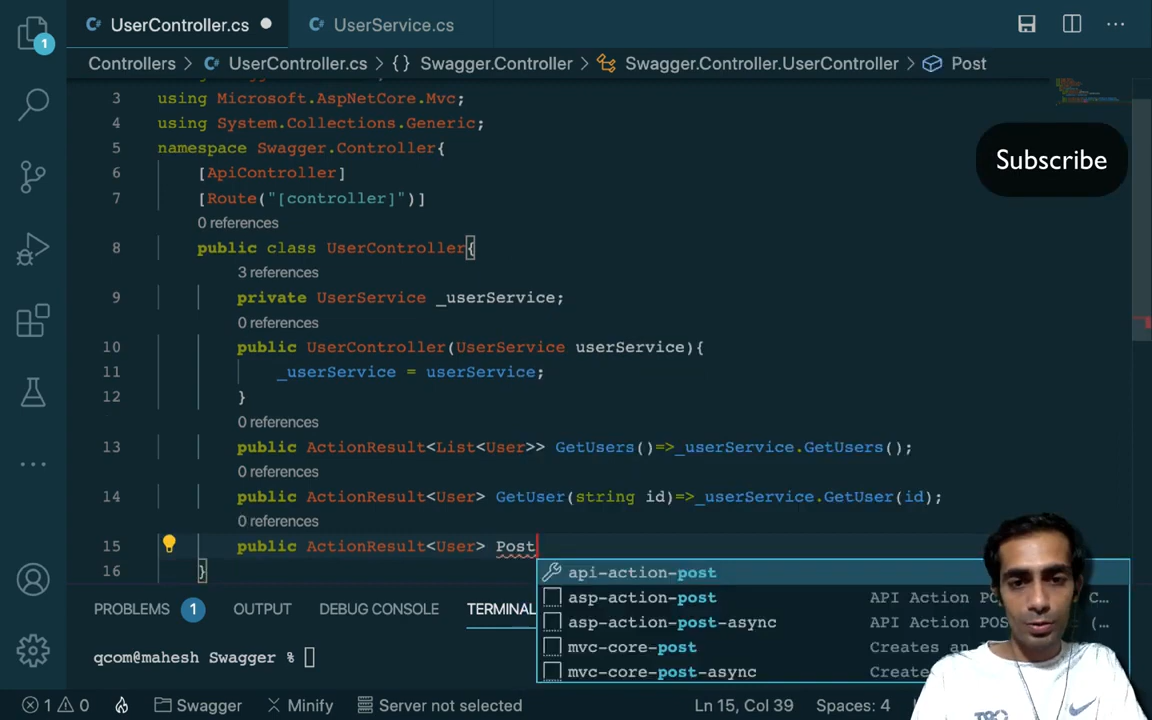 UserController.cs
UserService.cs
1
Controllers > UserController.cs > {} Swagger.Controller > Swagger.Controller.UserController > Post
3 using Microsoft.AspNetCore.Mvc;
4 using System.Collections.Generic;
5 namespace Swagger.Controller{
6 [ApiController]
7 [Route("[controller]")]
0 references
8 public class UserController{
3 references
9 private UserService _userService;
0 references
10 public UserController(UserService userService){
11 _userService = userService;
12 }
0 references
13 public ActionResult<List<User>> GetUsers()=>_userService.GetUsers();
0 references
14 public ActionResult<User> GetUser(string id)=>_userService.GetUser(id);
0 references
15 public ActionResult<User> Post
16 }
Subscribe
api-action-post
asp-action-post API Action PO C…
asp-action-post-async API Action POS (…
mvc-core-post Creates an
mvc-core-post-async Create
PROBLEMS 1 OUTPUT DEBUG CONSOLE TERMINAL
qcom@mahesh Swagger %
1 0 Swagger Minify Server not selected Ln 15, Col 39 Spaces: 4